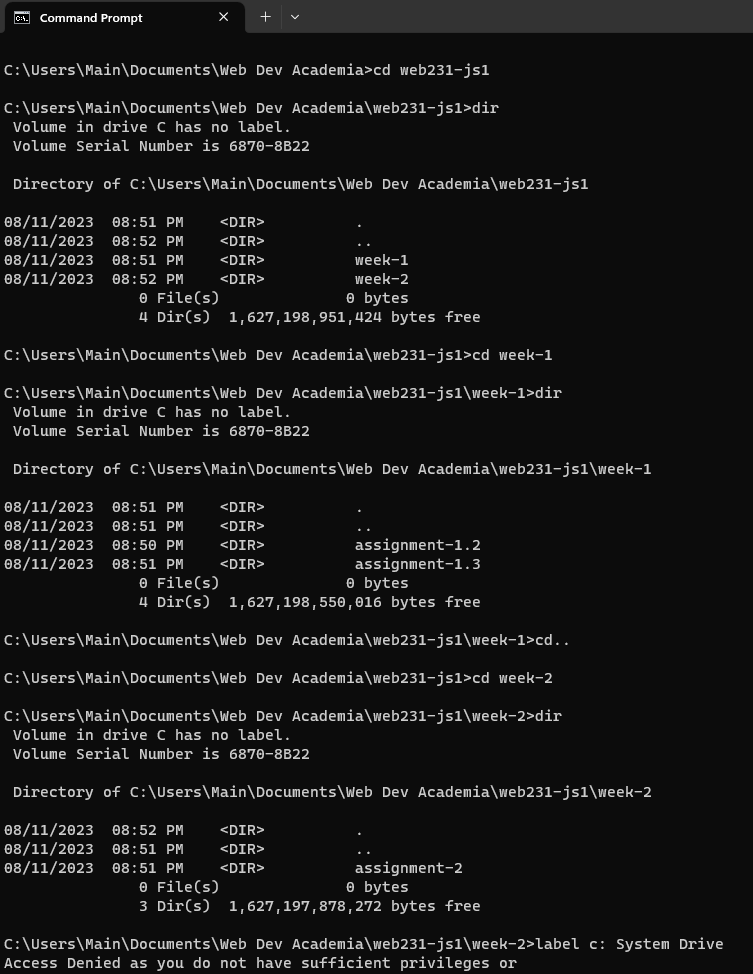 Command Prompt
C:\Users\Main\Documents\Web Dev Academia>cd web231-js1
C:\Users\Main\Documents\Web Dev Academia\web231-js1>dir
Volume in drive C has no label.
Volume Serial Number is 6870-8B22
Directory of C:\Users\Main\Documents\Web Dev Academia\web231-js1
08/11/2023  08:51 PM    <DIR>          .
08/11/2023  08:52 PM    <DIR>          ..
08/11/2023  08:51 PM    <DIR>          week-1
08/11/2023  08:52 PM    <DIR>          week-2
0 File(s)              0 bytes
4 Dir(s)  1,627,198,951,424 bytes free
C:\Users\Main\Documents\Web Dev Academia\web231-js1>cd week-1
C:\Users\Main\Documents\Web Dev Academia\web231-js1\week-1>dir
Volume in drive C has no label.
Volume Serial Number is 6870-8B22
Directory of C:\Users\Main\Documents\Web Dev Academia\web231-js1\week-1
08/11/2023  08:51 PM    <DIR>          .
08/11/2023  08:51 PM    <DIR>          ..
08/11/2023  08:50 PM    <DIR>          assignment-1.2
08/11/2023  08:51 PM    <DIR>          assignment-1.3
0 File(s)              0 bytes
4 Dir(s)  1,627,198,550,016 bytes free
C:\Users\Main\Documents\Web Dev Academia\web231-js1\week-1>cd..
C:\Users\Main\Documents\Web Dev Academia\web231-js1>cd week-2
C:\Users\Main\Documents\Web Dev Academia\web231-js1\week-2>dir
Volume in drive C has no label.
Volume Serial Number is 6870-8B22
Directory of C:\Users\Main\Documents\Web Dev Academia\web231-js1\week-2
08/11/2023  08:52 PM    <DIR>          .
08/11/2023  08:51 PM    <DIR>          ..
08/11/2023  08:51 PM    <DIR>          assignment-2
0 File(s)              0 bytes
3 Dir(s)  1,627,197,878,272 bytes free
C:\Users\Main\Documents\Web Dev Academia\web231-js1\week-2>label c: System Drive
Access Denied as you do not have sufficient privileges or